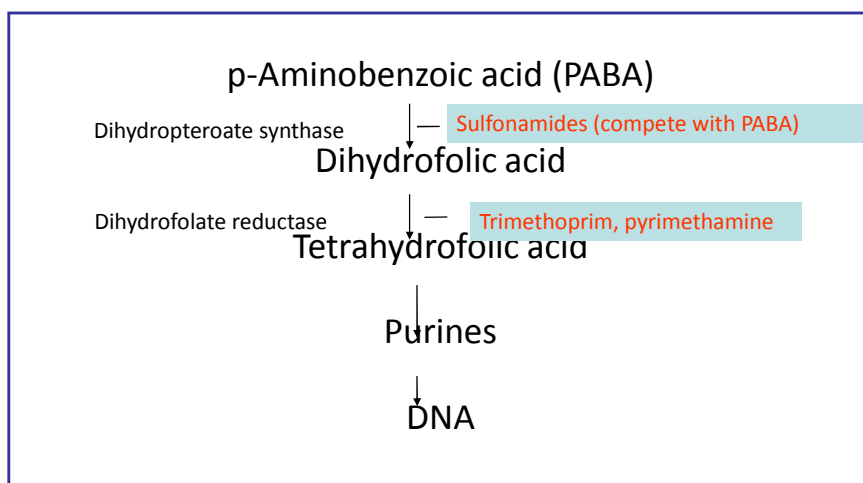 p-Aminobenzoic acid (PABA)
Dihydropteroate synthase
Sulfonamides (compete with PABA)
Dihydrofolic acid
Dihydrofolate reductase
Trimethoprim, pyrimethamine
Tetrahydrofolic acid
Purines
DNA